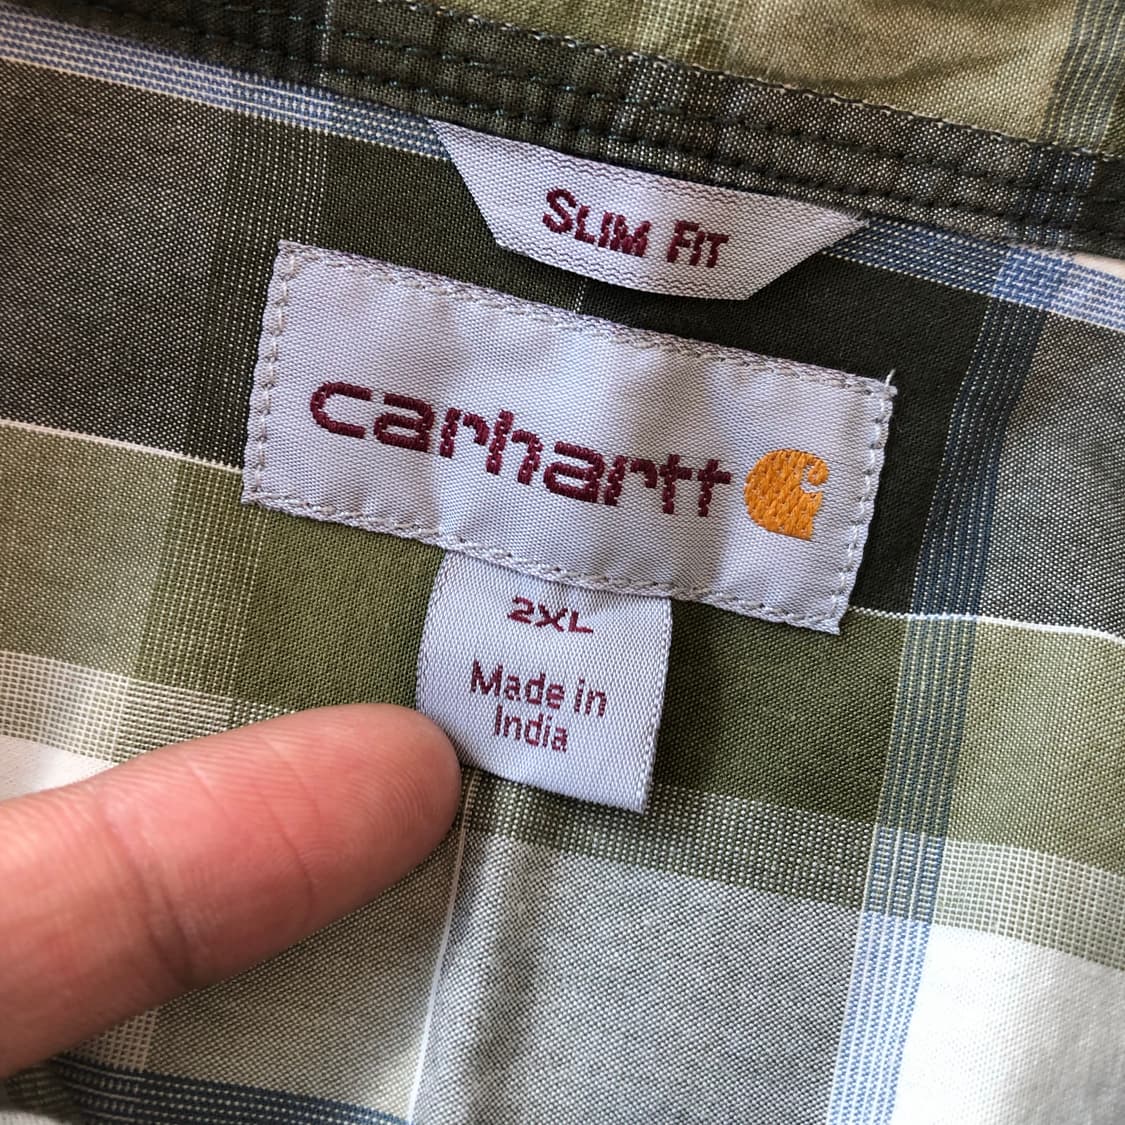 SLIM FIT
carhartt
2XL
Made in
India